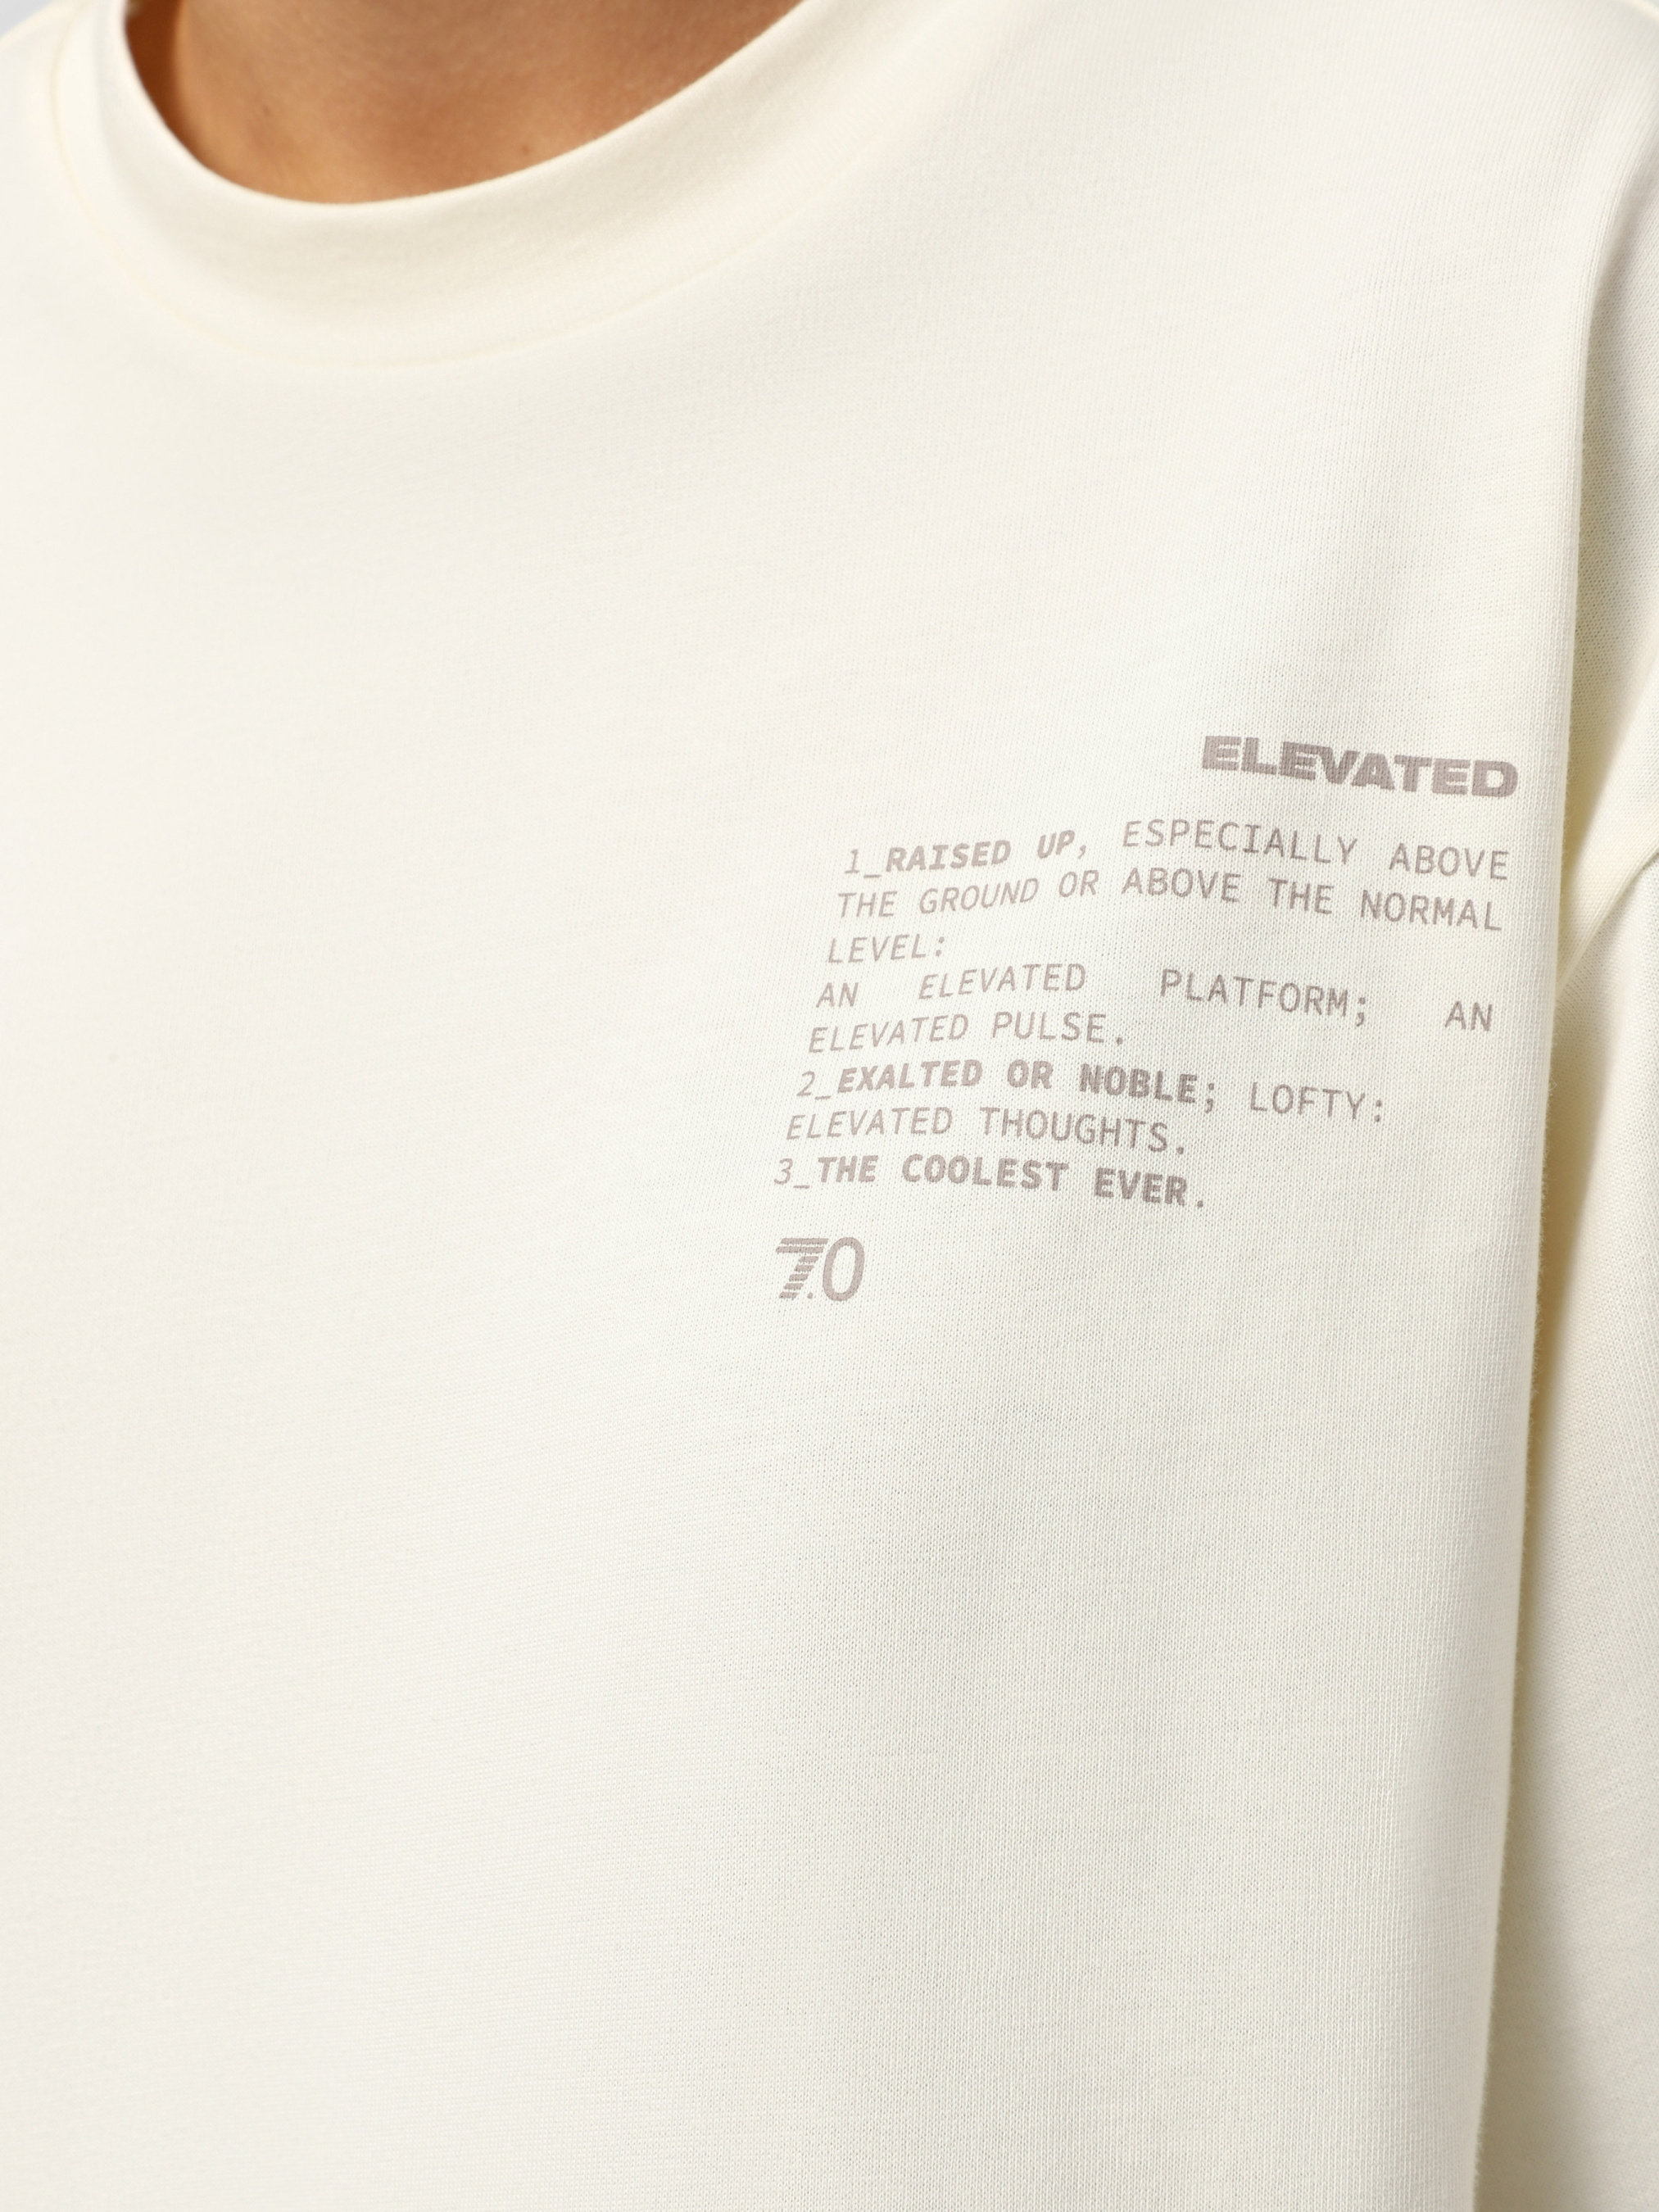 ELEVATED
1_RAISED UP, ESPECIALLY ABOVE
THE GROUND OR ABOVE THE NORMAL
LEVEL:
AN ELEVATED PLATFORM; AN
ELEVATED PULSE.
2_EXALTED OR NOBLE; LOFTY:
ELEVATED THOUGHTS.
3_THE COOLEST EVER.
7.0